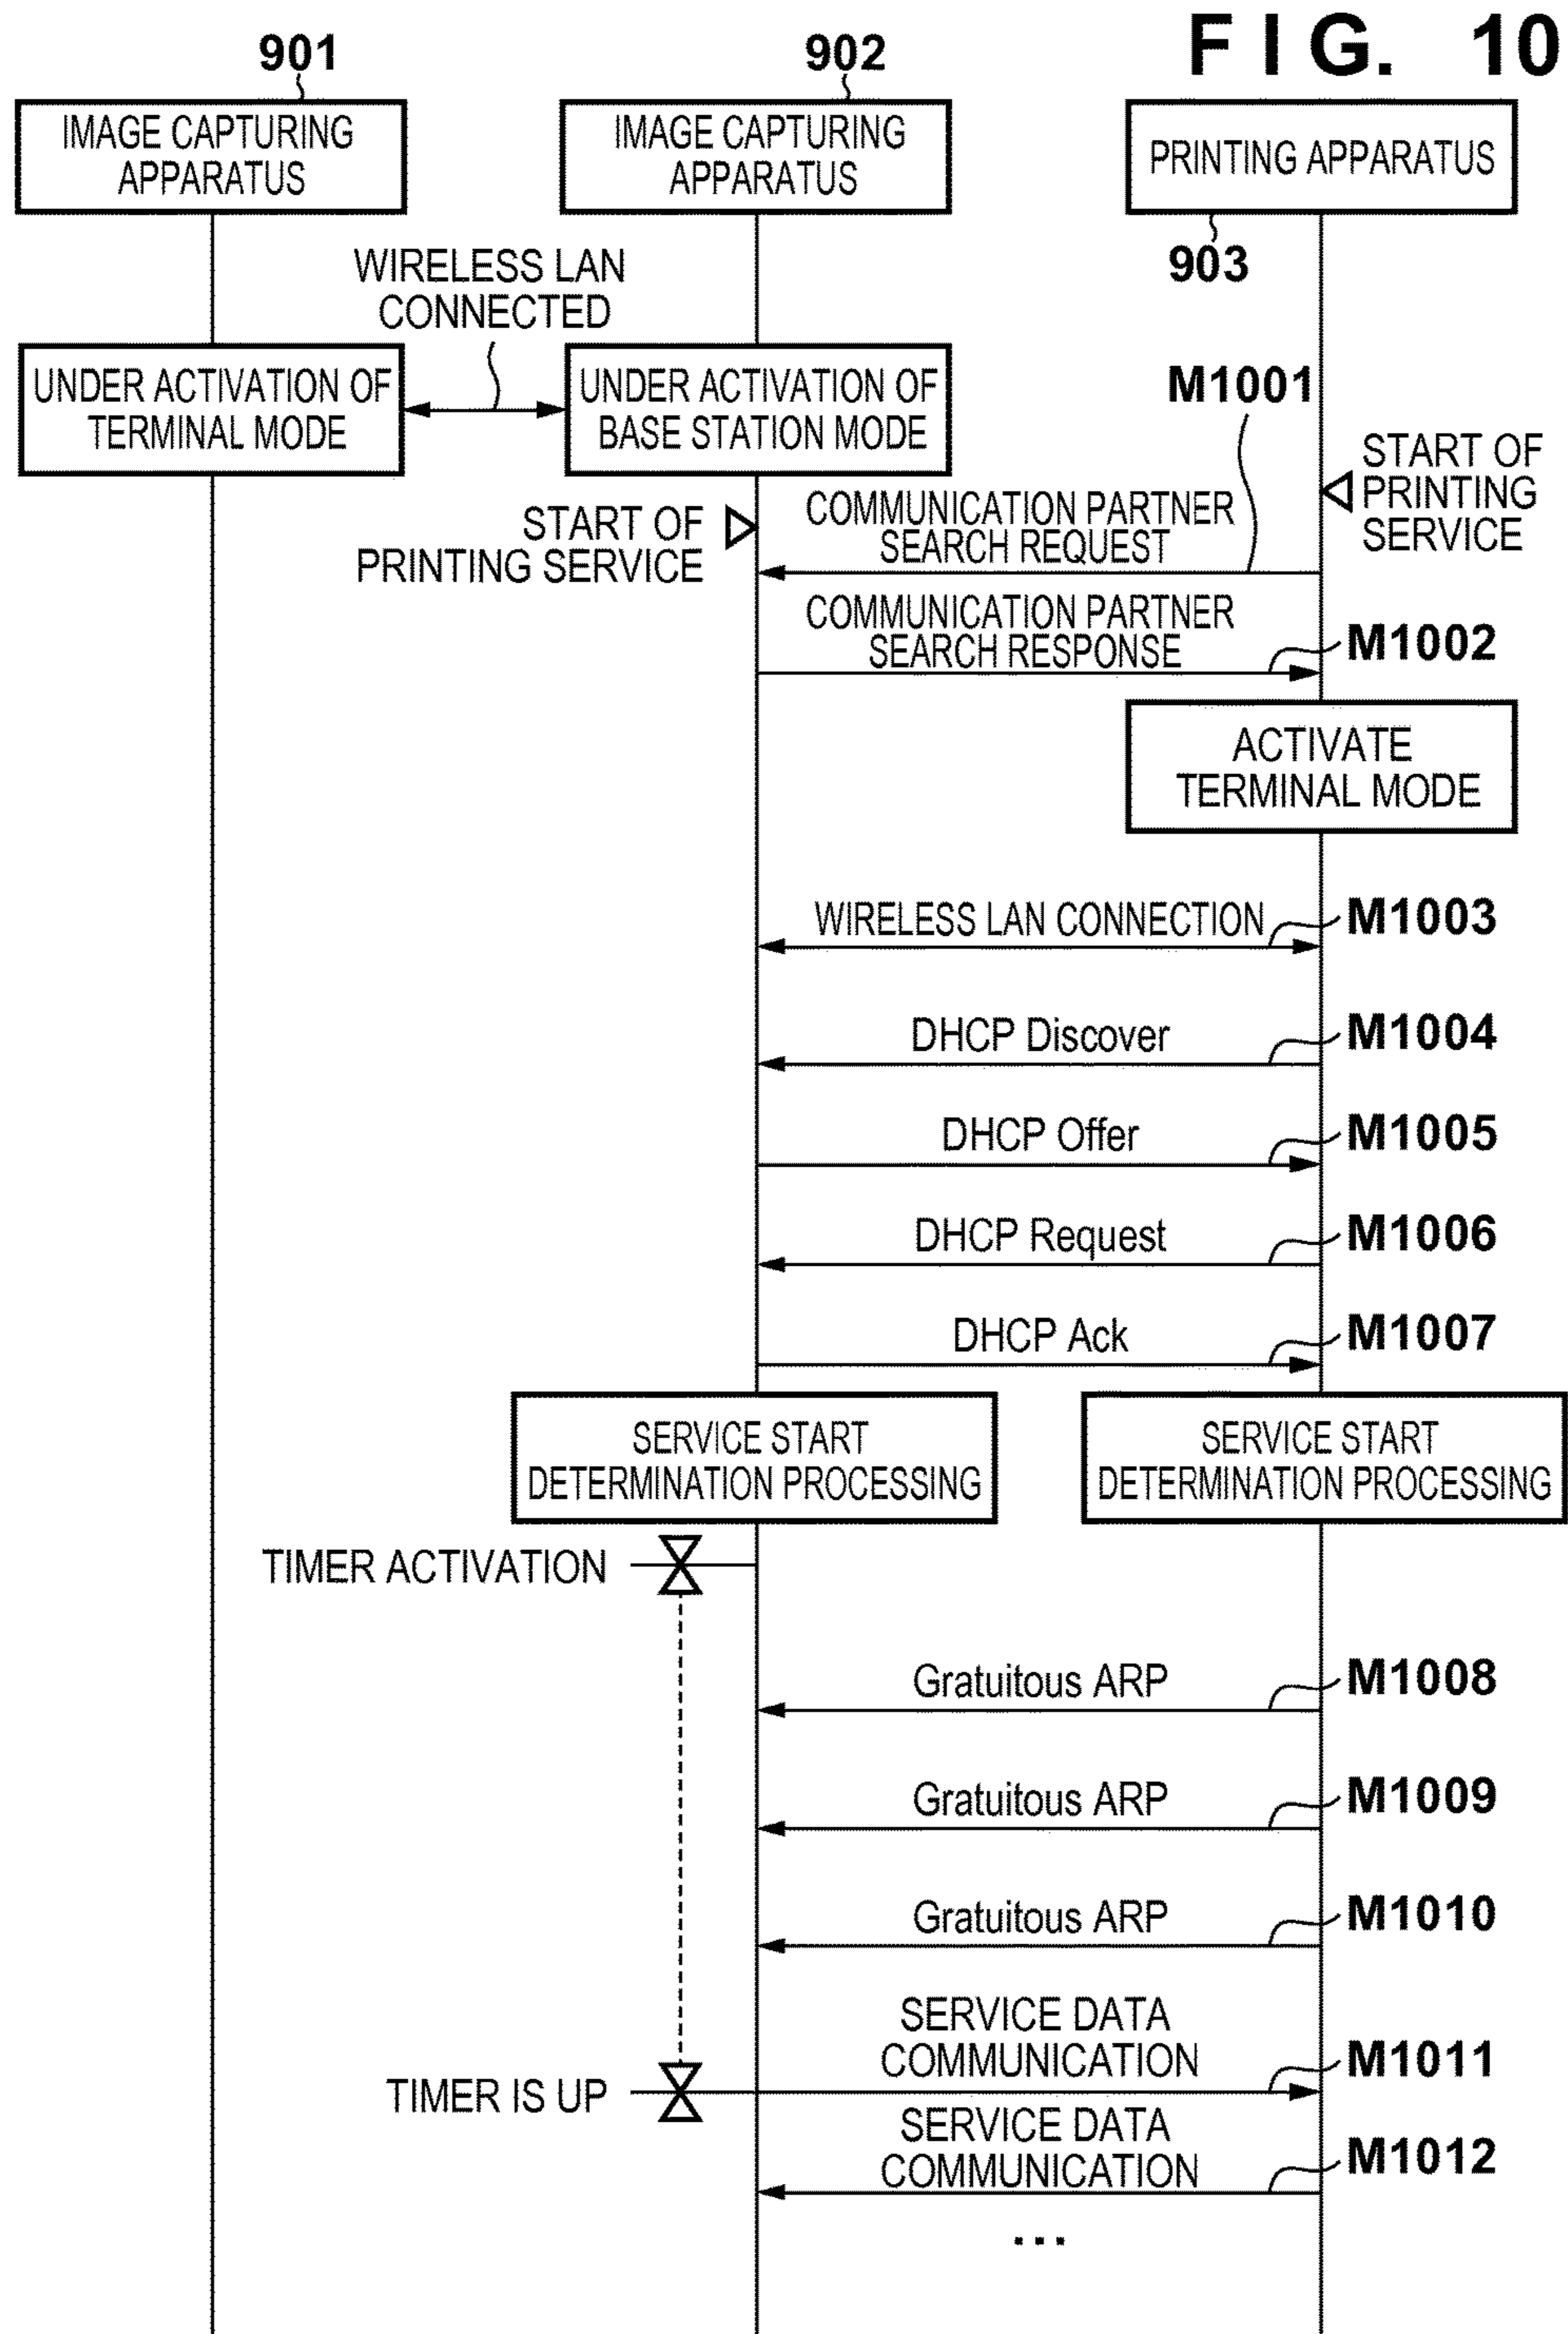 FIG. 10
901
902
IMAGE CAPTURING
APPARATUS
IMAGE CAPTURING
APPARATUS
PRINTING APPARATUS
903
WIRELESS LAN
CONNECTED
UNDER ACTIVATION OF
TERMINAL MODE
UNDER ACTIVATION OF
BASE STATION MODE
M1001
START OF
PRINTING
SERVICE
START OF
PRINTING SERVICE
COMMUNICATION PARTNER
SEARCH REQUEST
COMMUNICATION PARTNER
SEARCH RESPONSE
M1002
ACTIVATE
TERMINAL MODE
WIRELESS LAN CONNECTION
M1003
DHCP Discover
M1004
DHCP Offer
M1005
DHCP Request
M1006
DHCP Ack
M1007
SERVICE START
DETERMINATION PROCESSING
SERVICE START
DETERMINATION PROCESSING
TIMER ACTIVATION
Gratuitous ARP
M1008
Gratuitous ARP
M1009
Gratuitous ARP
M1010
SERVICE DATA
COMMUNICATION
M1011
TIMER IS UP
SERVICE DATA
COMMUNICATION
M1012
...